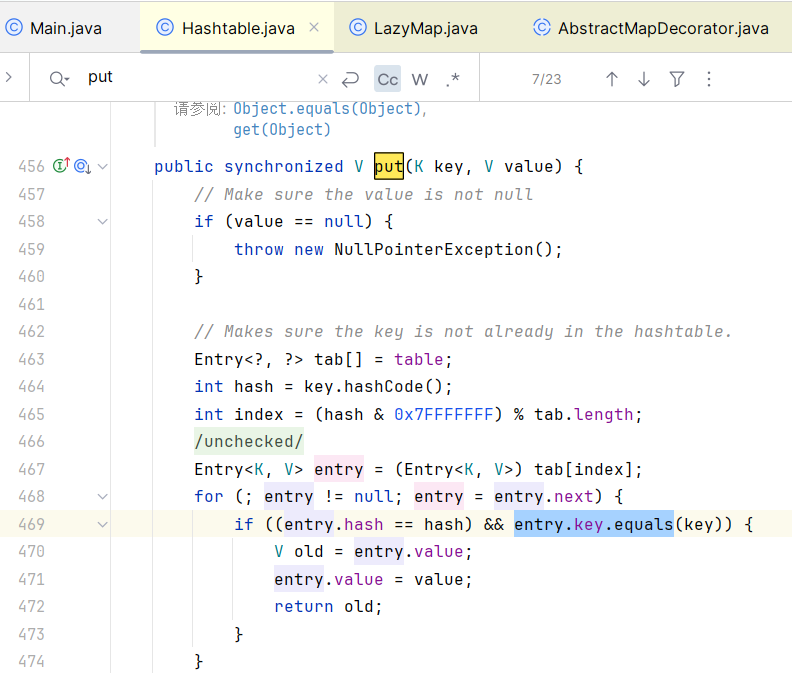 Main.java Hashtable.java LazyMap.java AbstractMapDecorator.java
put Cc W .* 7/23
请参阅: Object.equals(Object),
get(Object)
456 public synchronized V put(K key, V value) {
457 // Make sure the value is not null
458 if (value == null) {
459 throw new NullPointerException();
460 }
461
462 // Makes sure the key is not already in the hashtable.
463 Entry<?, ?> tab[] = table;
464 int hash = key.hashCode();
465 int index = (hash & 0x7FFFFFFF) % tab.length;
466 /unchecked/
467 Entry<K, V> entry = (Entry<K, V>) tab[index];
468 for (; entry != null; entry = entry.next) {
469 if ((entry.hash == hash) && entry.key.equals(key)) {
470 V old = entry.value;
471 entry.value = value;
472 return old;
473 }
474 }